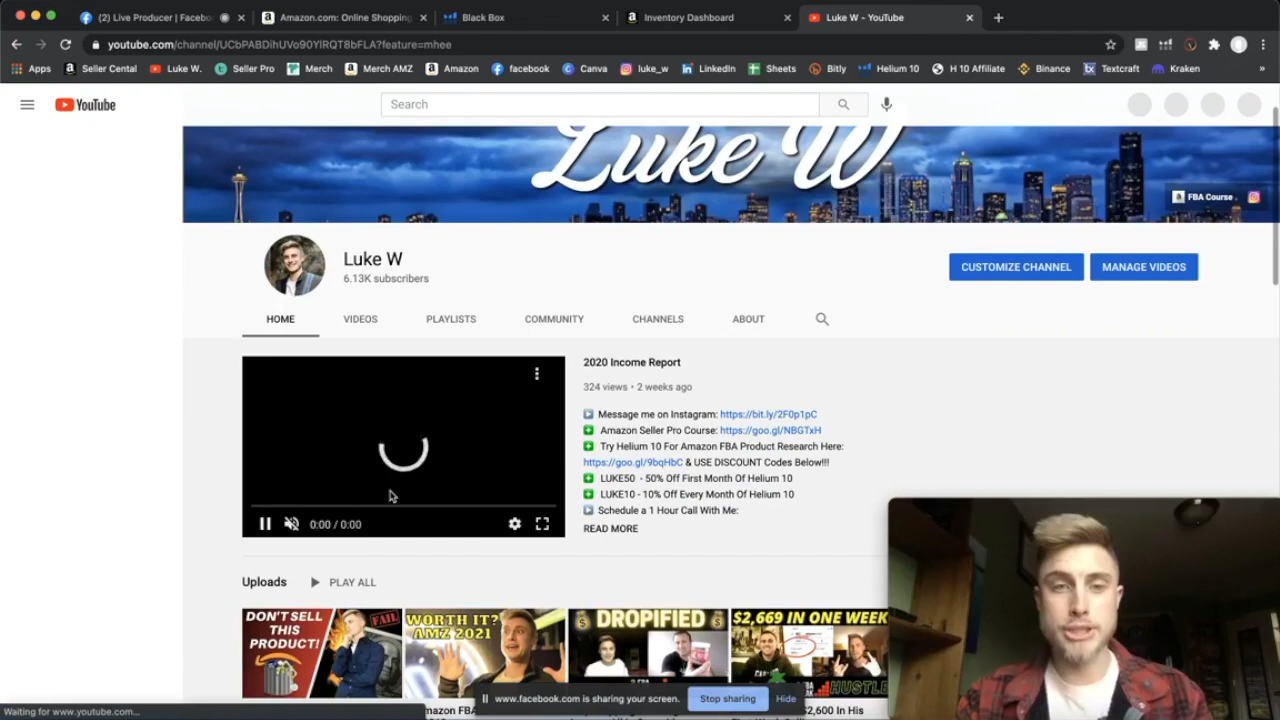 (2) Live Producer | Facebo
Amazon.com: Online Shopping
Black Box
Inventory Dashboard
Luke W - YouTube
youtube.com/channel/UCbPABDihUVo90YlRQT8bFLA?feature=mhee
Apps
Seller Cental
Luke W.
Seller Pro
Merch
Merch AMZ
Amazon
facebook
Canva
luke_w
LinkedIn
Sheets
Bitly
Helium 10
H 10 Affiliate
Binance
Textcraft
Kraken
YouTube
Search
Luke W
FBA Course
Luke W
6.13K subscribers
CUSTOMIZE CHANNEL
MANAGE VIDEOS
HOME
VIDEOS
PLAYLISTS
COMMUNITY
CHANNELS
ABOUT
2020 Income Report
324 views • 2 weeks ago
Message me on Instagram: https://bit.ly/2F0p1pC
Amazon Seller Pro Course: https://goo.gl/NBGTxH
Try Helium 10 For Amazon FBA Product Research Here:
https://goo.gl/9bqHbC & USE DISCOUNT Codes Below!!!
LUKE50 - 50% Off First Month Of Helium 10
LUKE10 - 10% Off Every Month Of Helium 10
Schedule a 1 Hour Call With Me:
READ MORE
0:00 / 0:00
Uploads
PLAY ALL
DON'T SELL
THIS
PRODUCT!
FAIL
WORTH IT?
AMZ 2021
DROPIFIED
$2,669 IN ONE WEEK
HUSTLE
www.facebook.com is sharing your screen.
Stop sharing
Hide
Amazon FBA
$2,600 In His
Waiting for www.youtube.com...